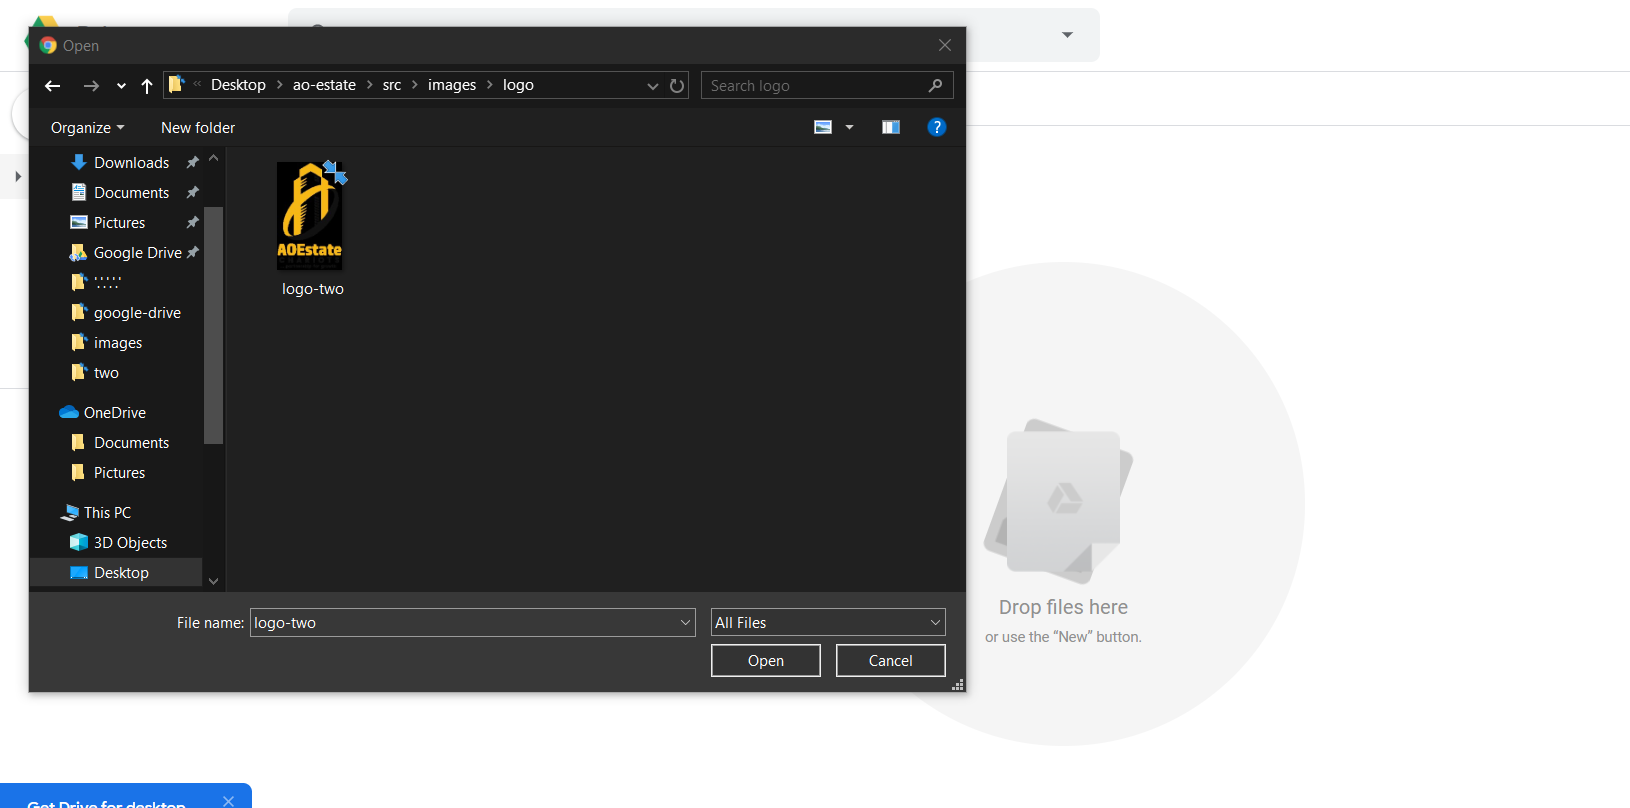 Open
Desktop > ao-estate > src > images > logo
Search logo
Organize
New folder
?
Downloads
Documents
Pictures
Google Drive
google-drive
images
two
OneDrive
Documents
Pictures
This PC
3D Objects
Desktop
AOEstate
logo-two
File name: logo-two
All Files
Open
Cancel
Drop files here
or use the “New” button.
Get Drive for desktop